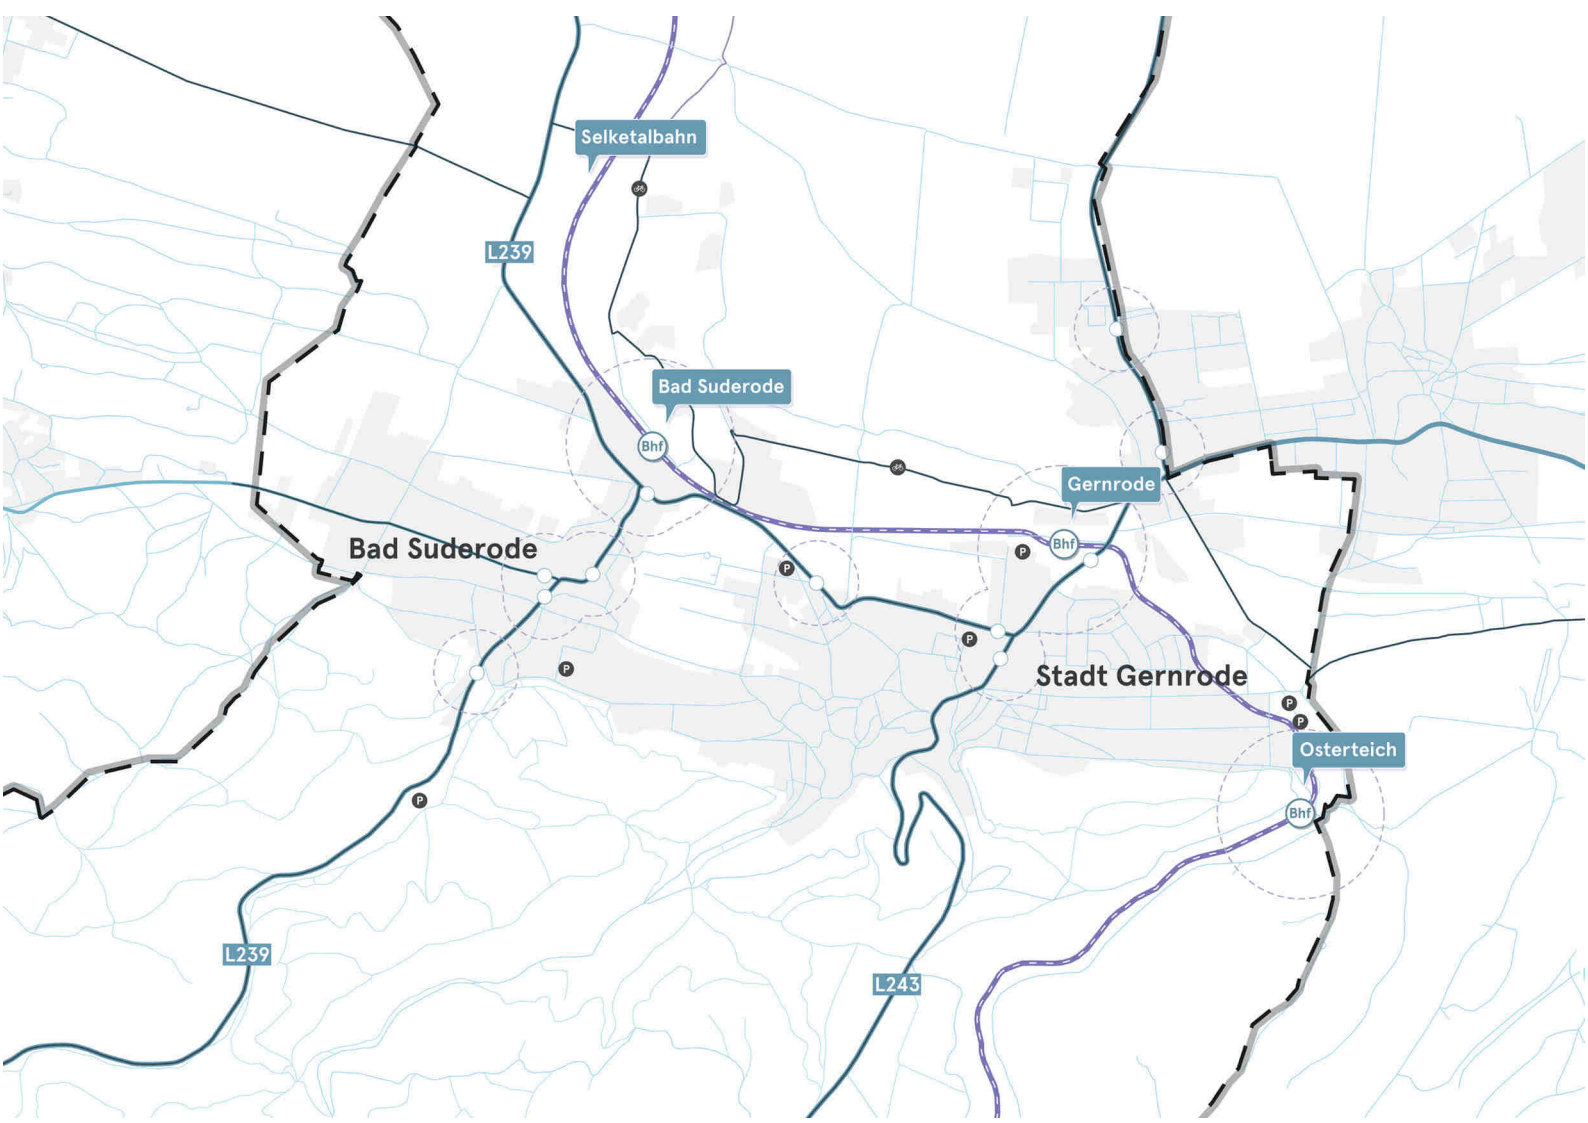 Selketalbahn
L239
Bad Suderode
Bhf
Gernrode
Bhf
Bad Suderode
P
P
P
P
Stadt Gernrode
P
P
Osterteich
P
Bhf
L239
L243